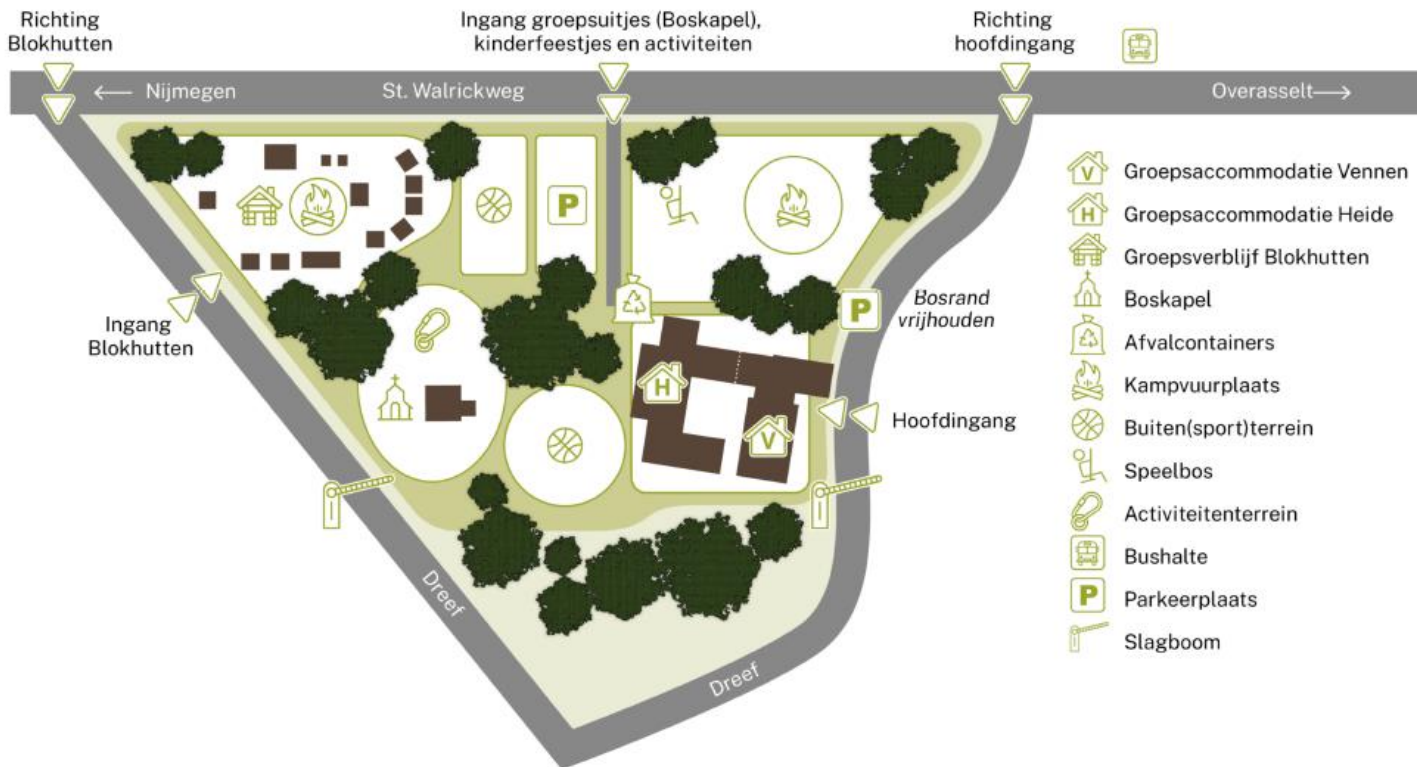 Richting
Blokhutten
Ingang groepsuitjes (Boskapel),
kinderfeestjes en activiteiten
Richting
hoofdingang
← Nijmegen
St. Walrickweg
Overasselt→
P
Ingang
Blokhutten
P
Bosrand
vrijhouden
H
V
Hoofdingang
Dreef
Dreef
V Groepsaccommodatie Vennen
H Groepsaccommodatie Heide
Groepsverblijf Blokhutten
Boskapel
Afvalcontainers
Kampvuurplaats
Buiten(sport)terrein
Speelbos
Activiteitenterrein
Bushalte
P Parkeerplaats
Slagboom